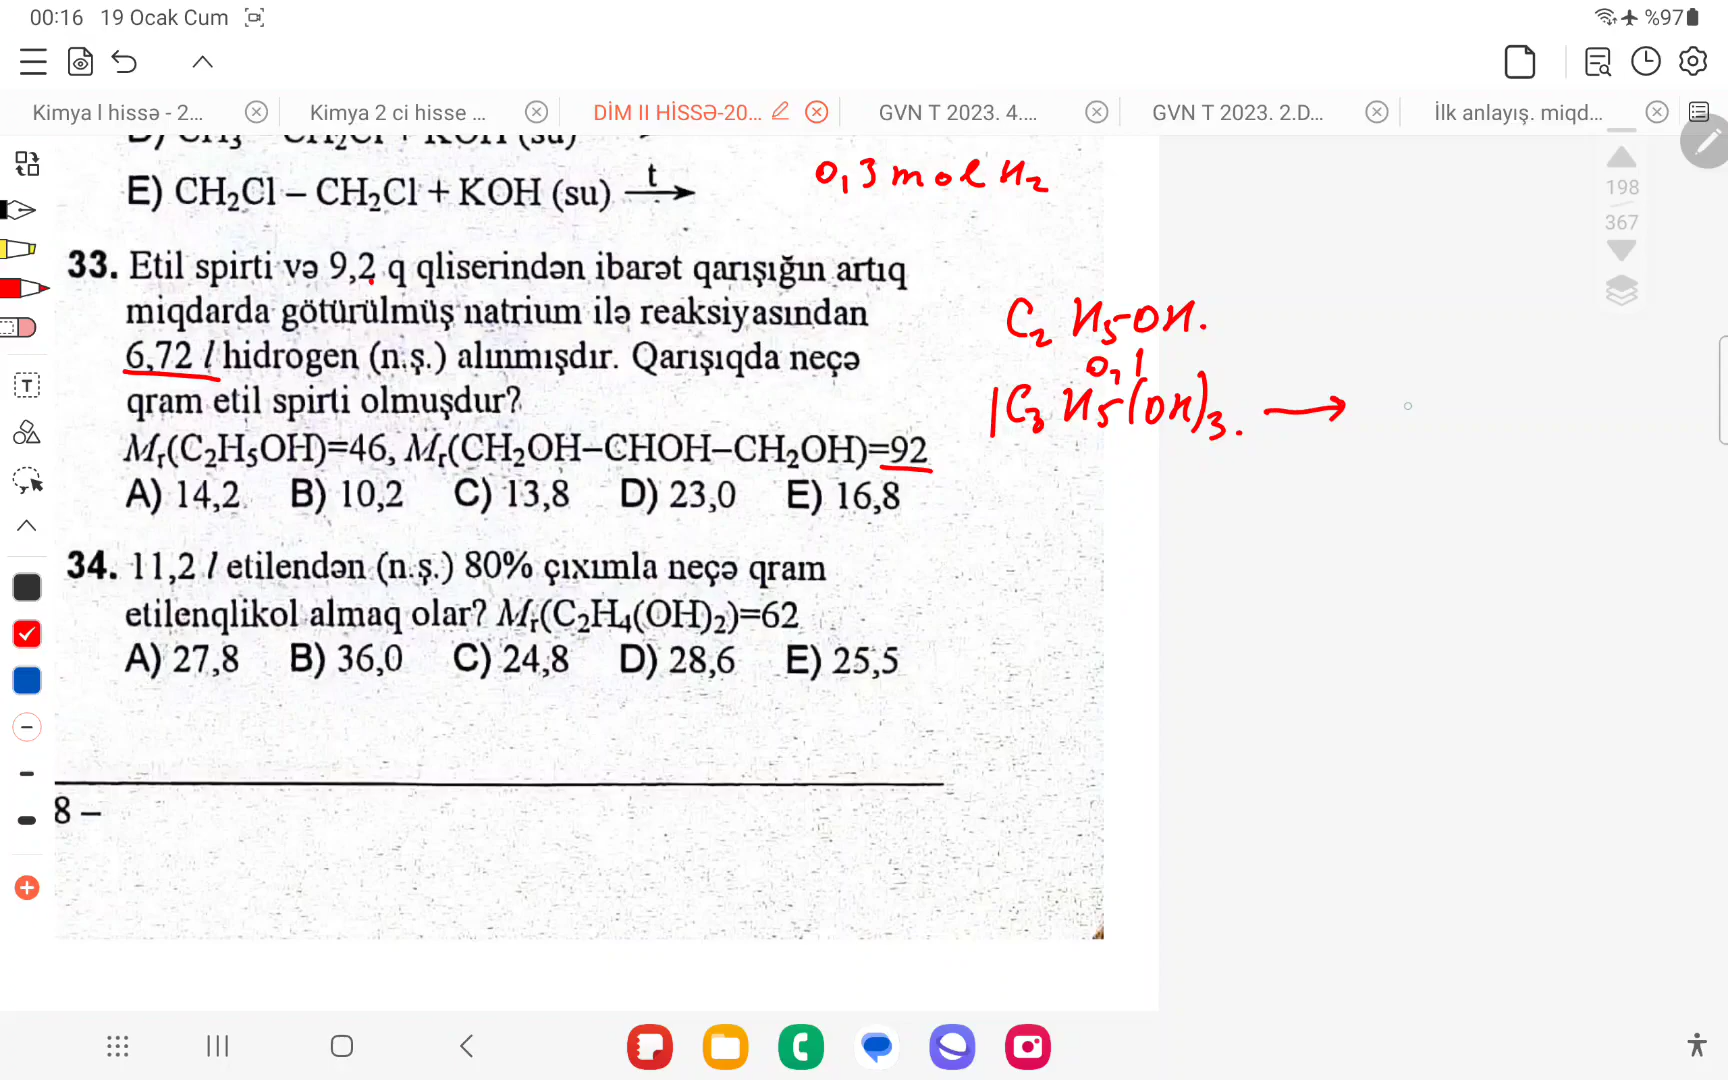 00:16 19 Ocak Cum %97
Kimya l hissə - 2... Kimya 2 ci hisse ... DİM II HİSSƏ-20... GVN T 2023. 4.... GVN T 2023. 2.D... İlk anlayış. miqd...
D) CH₃ – CH₂Cl + KOH (su)
E) CH₂Cl – CH₂Cl + KOH (su) t→
0,3 mol H₂
198
367
33. Etil spirti və 9,2 q qliserindən ibarət qarışığın artıq
miqdarda götürülmüş natrium ilə reaksiyasından
6,72 l hidrogen (n.ş.) alınmışdır. Qarışıqda neçə
qram etil spirti olmuşdur?
Mᵣ(C₂H₅OH)=46, Mᵣ(CH₂OH–CHOH–CH₂OH)=92
A) 14,2 B) 10,2 C) 13,8 D) 23,0 E) 16,8
C₂H₅-OH.
0,1
C₃H₅(OH)₃. →
34. 11,2 l etilendən (n.ş.) 80% çıxımla neçə qram
etilenqlikol almaq olar? Mᵣ(C₂H₄(OH)₂)=62
A) 27,8 B) 36,0 C) 24,8 D) 28,6 E) 25,5
8 –
T